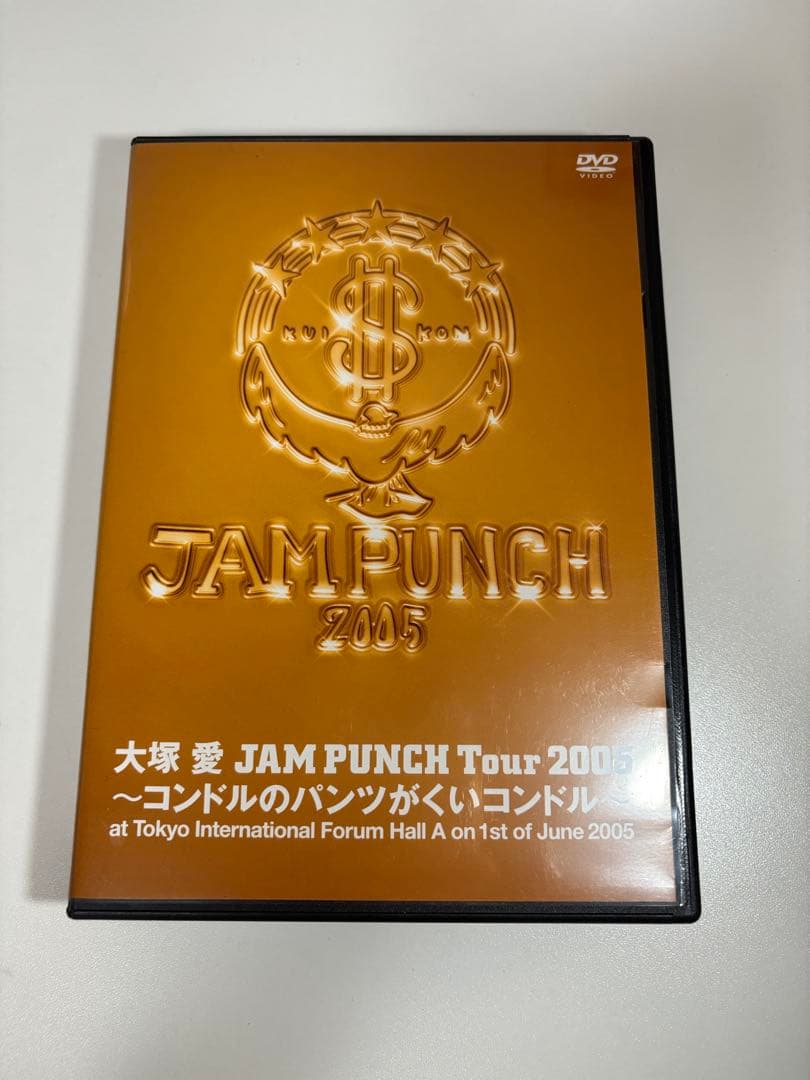 DVD
VIDEO
KUI KON
JAM PUNCH
2005
大塚 愛 JAM PUNCH Tour 2005
～コンドルのパンツがくいコンドル～
at Tokyo International Forum Hall A on 1st of June 2005